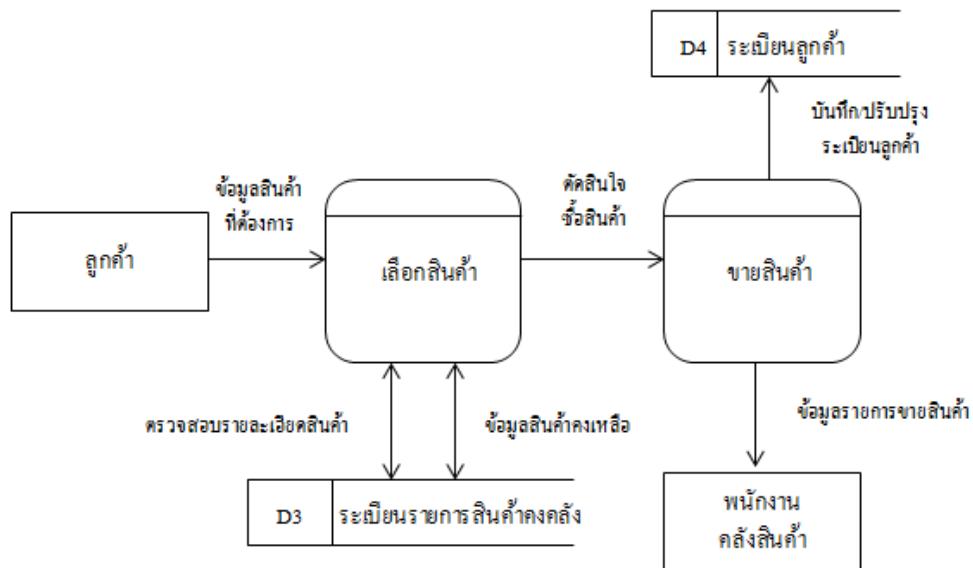 D4 ระเบียนลูกค้า
บันทึก/ปรับปรุง
ระเบียนลูกค้า
ข้อมูลสินค้า
ที่ต้องการ
ตัดสินใจ
ซื้อสินค้า
ลูกค้า
เลือกสินค้า
ขายสินค้า
ตรวจสอบรายละเอียดสินค้า
ข้อมูลสินค้าคงเหลือ
ข้อมูลรายการขายสินค้า
D3 ระเบียนรายการสินค้าคงคลัง
พนักงาน
คลังสินค้า